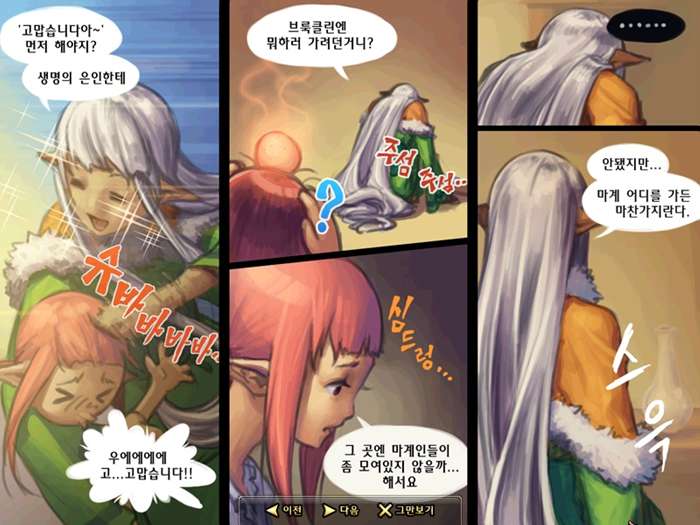 '고맙습니다아~'
먼저 해야지?
생명의 은인한테
슈바바바바바~
우에에에에
고...고맙습니다!!
브룩클린엔
뭐하러 가려던거니?
?
주섬
심드렁...
그 곳엔 마계인들이
좀 모여있지 않을까...
해서요
......
안됐지만...
마계 어디를 가든
마찬가지란다.
스윽
이전
다음
그만보기